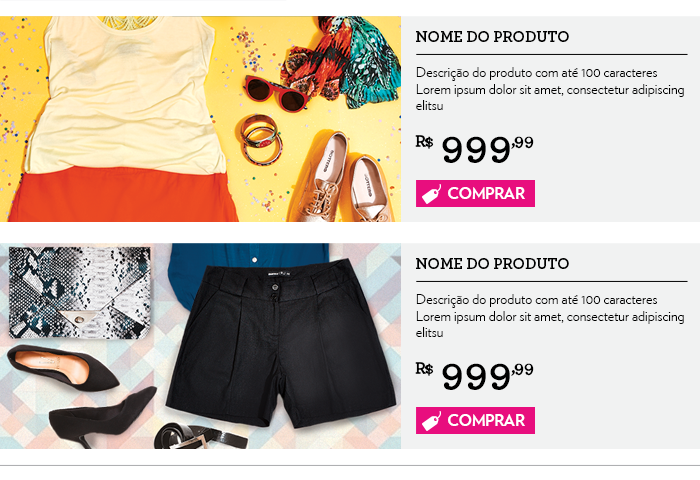 NOME DO PRODUTO
Descrição do produto com até 100 caracteres
Lorem ipsum dolor sit amet, consectetur adipiscing
elitsu
R$ 999,99
COMPRAR
NOME DO PRODUTO
Descrição do produto com até 100 caracteres
Lorem ipsum dolor sit amet, consectetur adipiscing
elitsu
R$ 999,99
COMPRAR